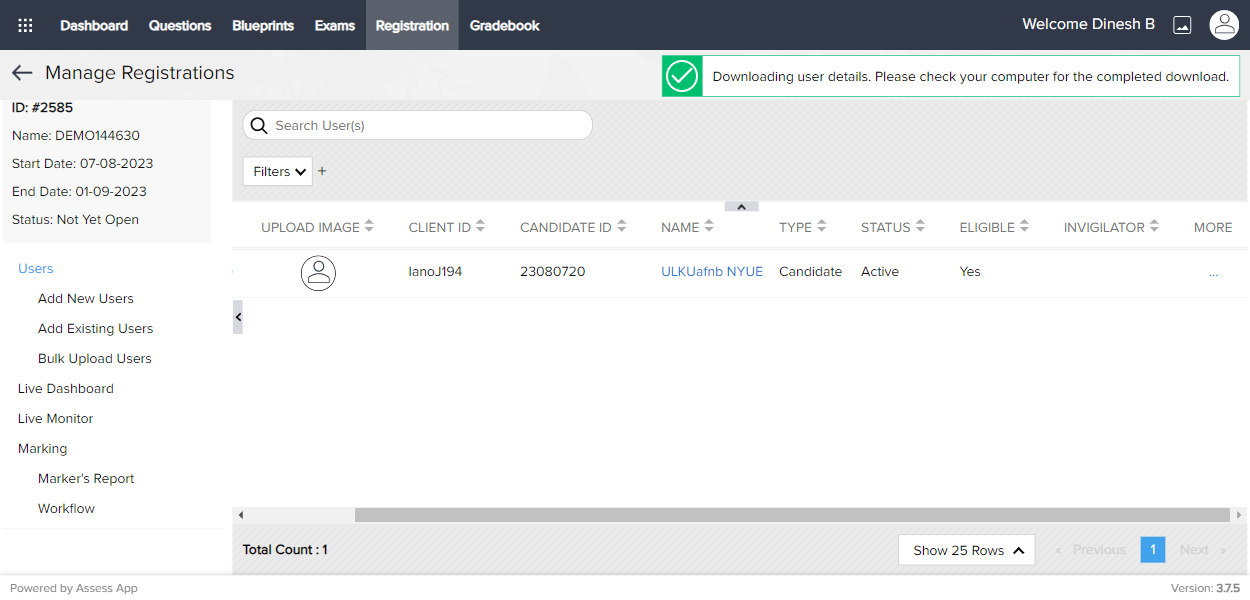 Dashboard Questions Blueprints Exams Registration Gradebook Welcome Dinesh B
Manage Registrations
Downloading user details. Please check your computer for the completed download.
ID: #2585
Name: DEMO144630
Start Date: 07-08-2023
End Date: 01-09-2023
Status: Not Yet Open
Users
Add New Users
Add Existing Users
Bulk Upload Users
Live Dashboard
Live Monitor
Marking
Marker's Report
Workflow
Search User(s)
Filters +
UPLOAD IMAGE CLIENT ID CANDIDATE ID NAME TYPE STATUS ELIGIBLE INVIGILATOR MORE
IanoJ194 23080720 ULKUafnb NYUE Candidate Active Yes ...
Total Count : 1 Show 25 Rows « Previous 1 Next »
Powered by Assess App Version: 3.7.5